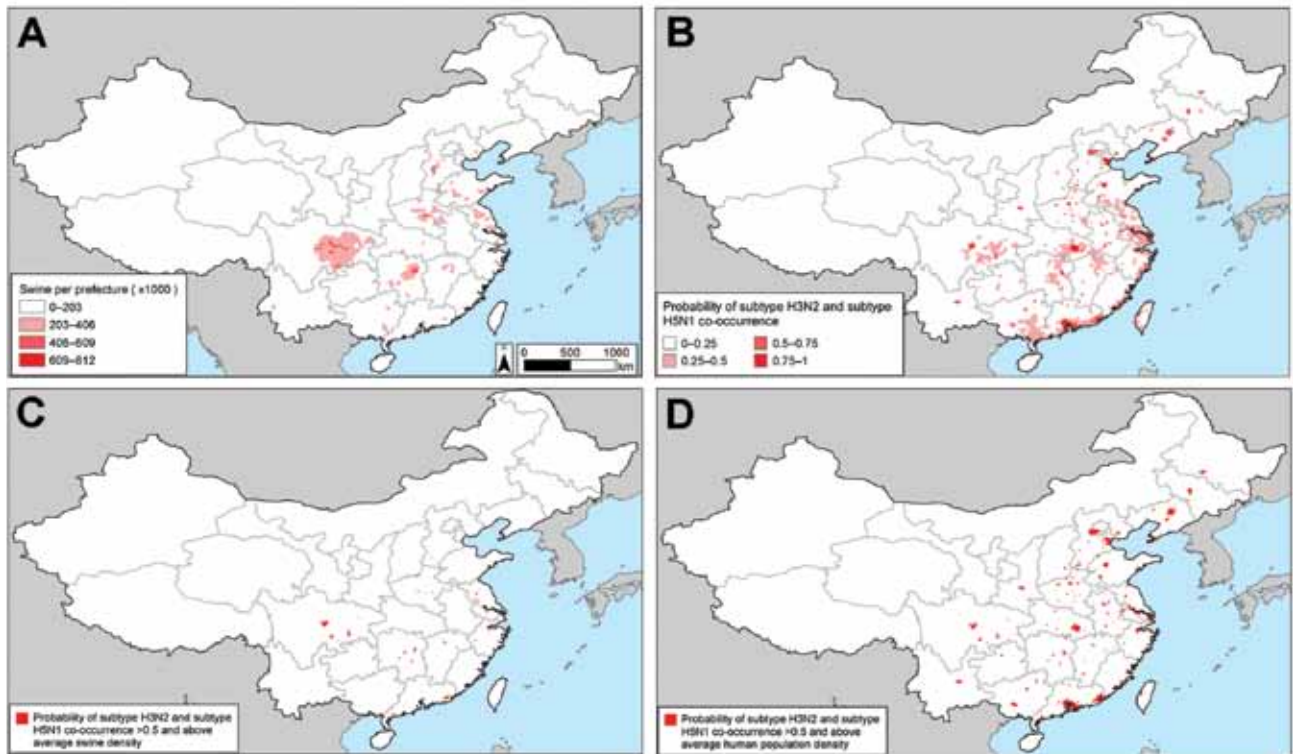 A
Swine per prefecture ( x1000 )
0–203
203–406
406–609
609–812
0 500 1000
km
B
Probability of subtype H3N2 and subtype
H5N1 co-occurrence
0–0.25
0.5–0.75
0.25–0.5
0.75–1
C
Probability of subtype H3N2 and subtype
H5N1 co-occurrence >0.5 and above
average swine density
D
Probability of subtype H3N2 and subtype
H5N1 co-occurrence >0.5 and above
average human population density